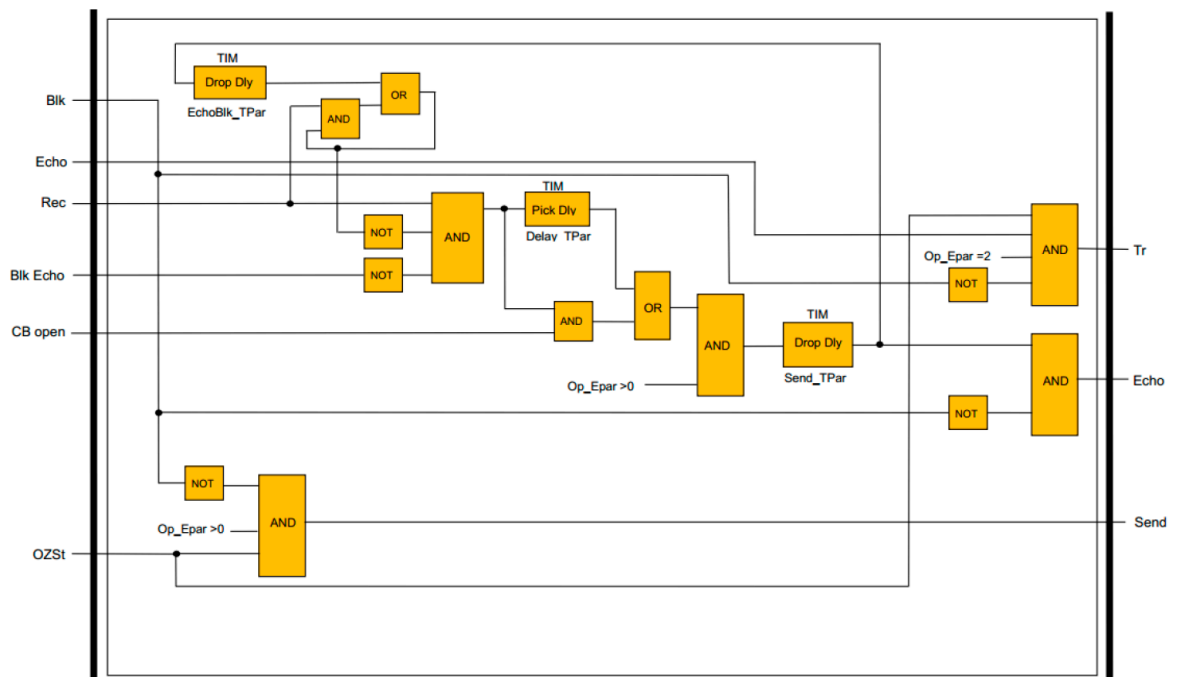 TIM
Drop Dly
EchoBlk_TPar
OR
AND
Blk
Echo
Rec
TIM
Pick Dly
Delay_TPar
NOT
AND
NOT
Blk Echo
AND
Op_Epar =2
NOT
Tr
CB open
AND
OR
TIM
Drop Dly
Send_TPar
AND
Op_Epar >0
AND
Echo
NOT
NOT
AND
Op_Epar >0
Send
OZSt